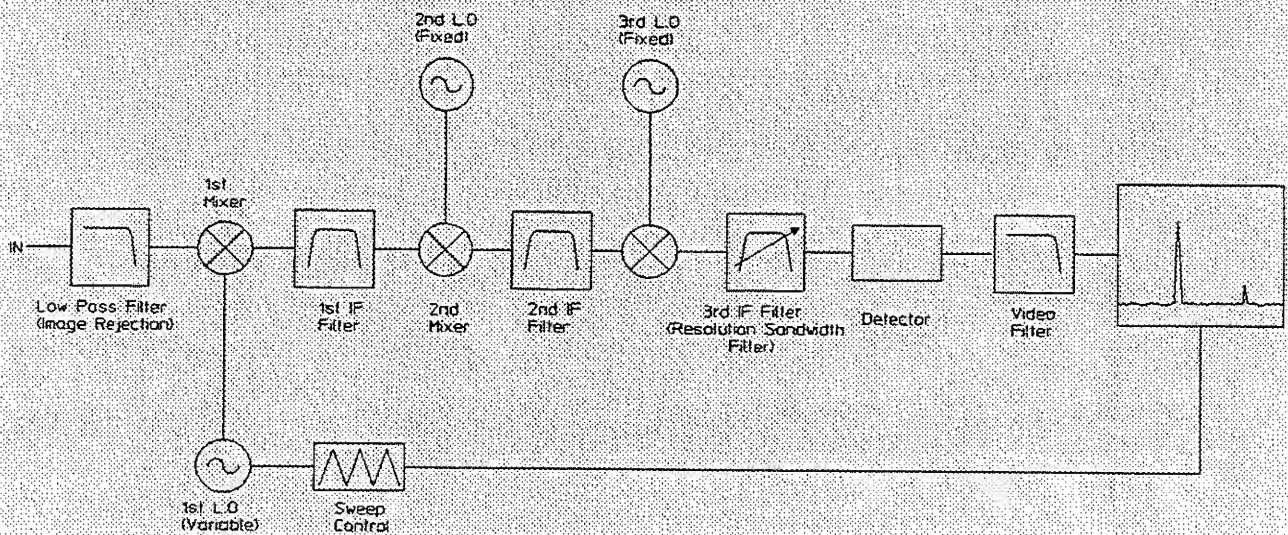 2nd L.O
(Fixed)
3rd L.O
(Fixed)
1st
Mixer
IN
Low Pass Filter
(Image Rejection)
1st IF
Filter
2nd
Mixer
2nd IF
Filter
3rd IF Filter
(Resolution Bandwidth
Filter)
Detector
Video
Filter
1st L.O
(Variable)
Sweep
Control